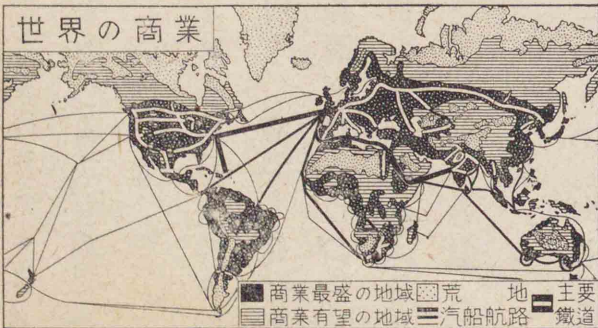 世界の商業
商業最盛の地域 荒地 主要
商業有望の地域 汽船航路 鐵道